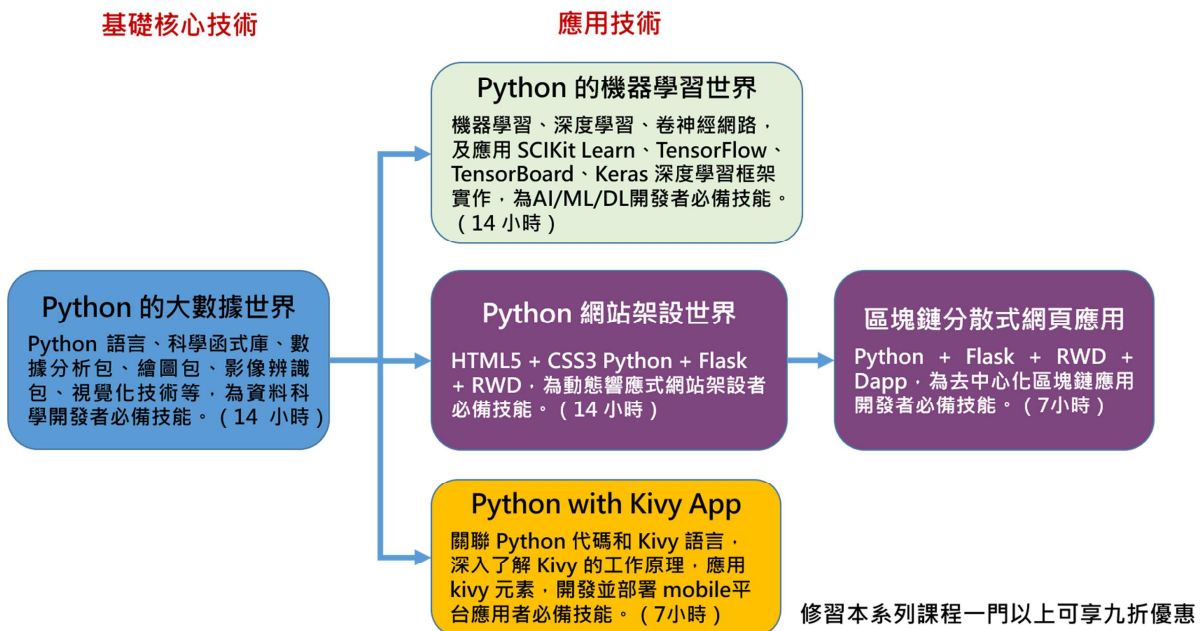 基礎核心技術
應用技術
Python 的機器學習世界
機器學習、深度學習、卷神經網路，
及應用 SCIKit Learn、TensorFlow、
TensorBoard、Keras 深度學習框架
實作，為AI/ML/DL開發者必備技能。
（14 小時）
Python 的大數據世界
Python 語言、科學函式庫、數
據分析包、繪圖包、影像辨識
包、視覺化技術等，為資料科
學開發者必備技能。（14 小時）
Python 網站架設世界
HTML5 + CSS3 Python + Flask
+ RWD，為動態響應式網站架設者
必備技能。（14 小時）
區塊鏈分散式網頁應用
Python + Flask + RWD +
Dapp，為去中心化區塊鏈應用
開發者必備技能。（7小時）
Python with Kivy App
關聯 Python 代碼和 Kivy 語言，
深入了解 Kivy 的工作原理，應用
kivy 元素，開發並部署 mobile平
台應用者必備技能。（7小時）
修習本系列課程一門以上可享九折優惠